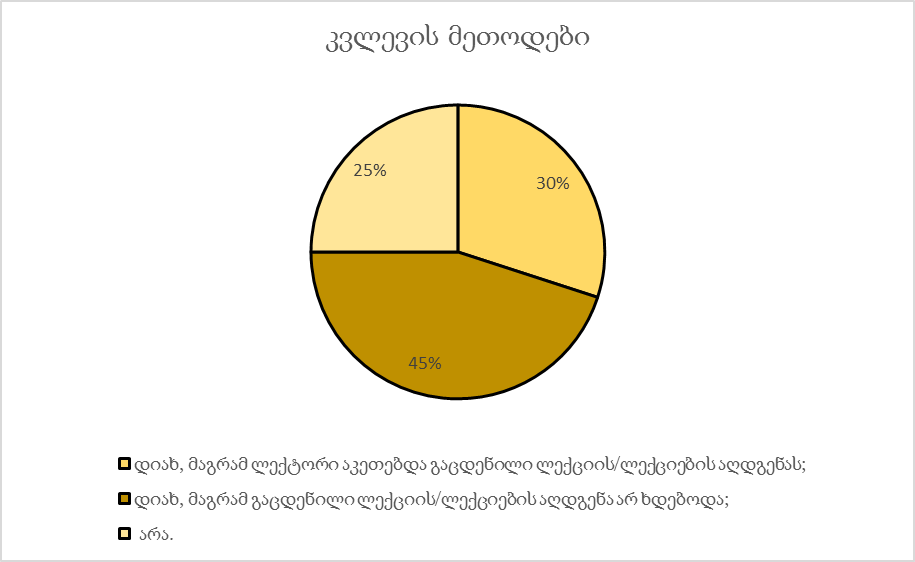 კვლევის მეთოდები
25%
30%
45%
დიახ, მაგრამ ლექტორი აკეთებდა გაცდენილი ლექციის/ლექციების აღდგენას;
დიახ, მაგრამ გაცდენილი ლექციის/ლექციების აღდგენა არ ხდებოდა;
არა.